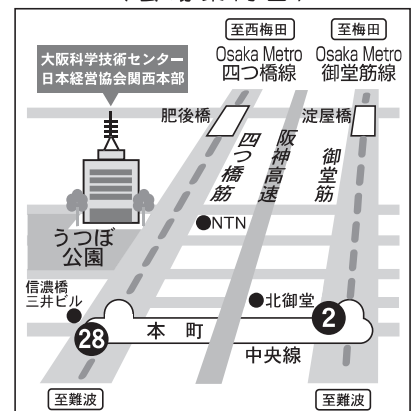 至西梅田
至梅田
大阪科学技術センター
日本経営協会関西本部
Osaka Metro
四つ橋線
Osaka Metro
御堂筋線
肥後橋
淀屋橋
四つ橋筋
阪神高速
御堂筋
うつぼ
公園
NTN
信濃橋
三井ビル
北御堂
2
28
本町
中央線
至難波
至難波